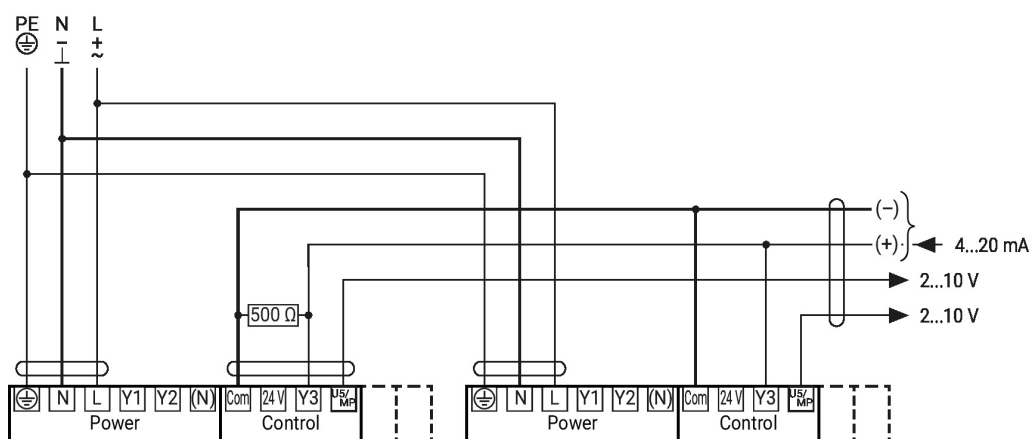 PE N L
– +
⊥ ~
(–)
(+) 4...20 mA
2...10 V
500 Ω 2...10 V
N L Y1 Y2 (N) Com 24 V Y3 U5/MP N L Y1 Y2 (N) Com 24 V Y3 U5/MP
Power Control Power Control